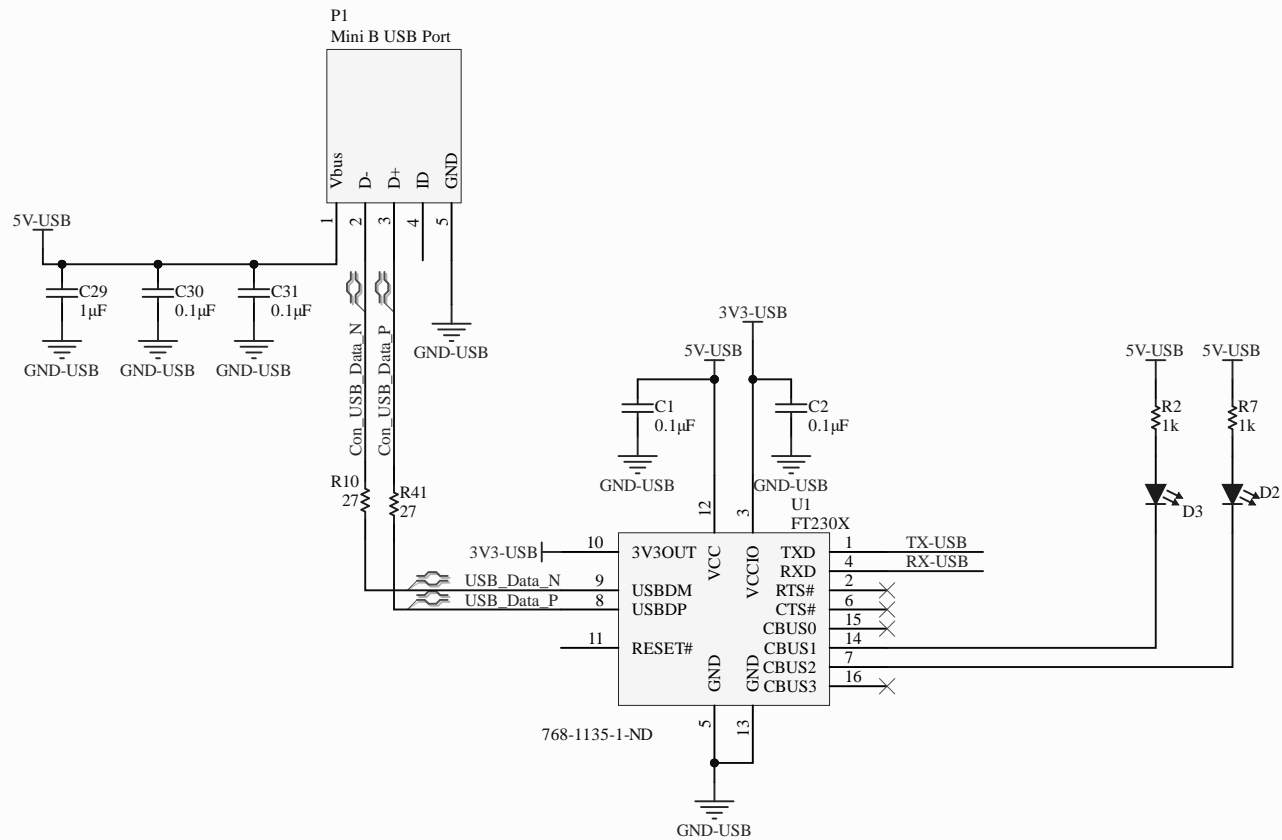 P1
Mini B USB Port
Vbus
D-
D+
ID
GND
1
2
3
4
5
5V-USB
C29
1µF
C30
0.1µF
C31
0.1µF
GND-USB
GND-USB
GND-USB
GND-USB
Con_USB_Data_N
Con_USB_Data_P
R10
27
R41
27
3V3-USB
5V-USB
C1
0.1µF
C2
0.1µF
GND-USB
GND-USB
5V-USB
5V-USB
R2
1k
R7
1k
D3
D2
U1
FT230X
12
3
VCC
VCCIO
3V3-USB
10
3V3OUT
USB_Data_N
9
USBDM
USB_Data_P
8
USBDP
11
RESET#
TXD
1
TX-USB
RXD
4
RX-USB
RTS#
2
CTS#
6
CBUS0
15
CBUS1
14
CBUS2
7
CBUS3
16
GND
GND
5
13
768-1135-1-ND
GND-USB